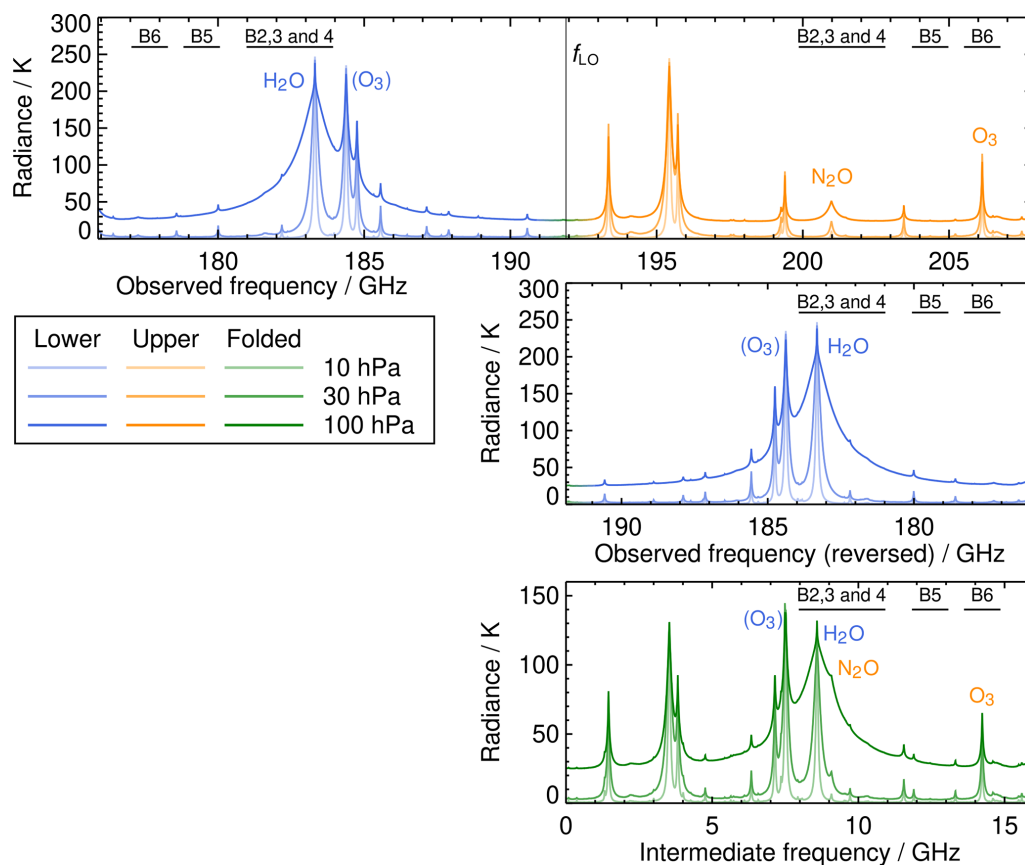 B6 B5 B2,3 and 4 B2,3 and 4 B5 B6
300
250
200
150
100
50
0
Radiance / K
H₂O (O₃)
f_LO
N₂O
O₃
180 185 190 195 200 205
Observed frequency / GHz
Lower Upper Folded
10 hPa
30 hPa
100 hPa
300
250
200
150
100
50
0
Radiance / K
B2,3 and 4 B5 B6
(O₃) H₂O
190 185 180
Observed frequency (reversed) / GHz
150
100
50
0
Radiance / K
B2,3 and 4 B5 B6
(O₃) H₂O
N₂O
O₃
0 5 10 15
Intermediate frequency / GHz